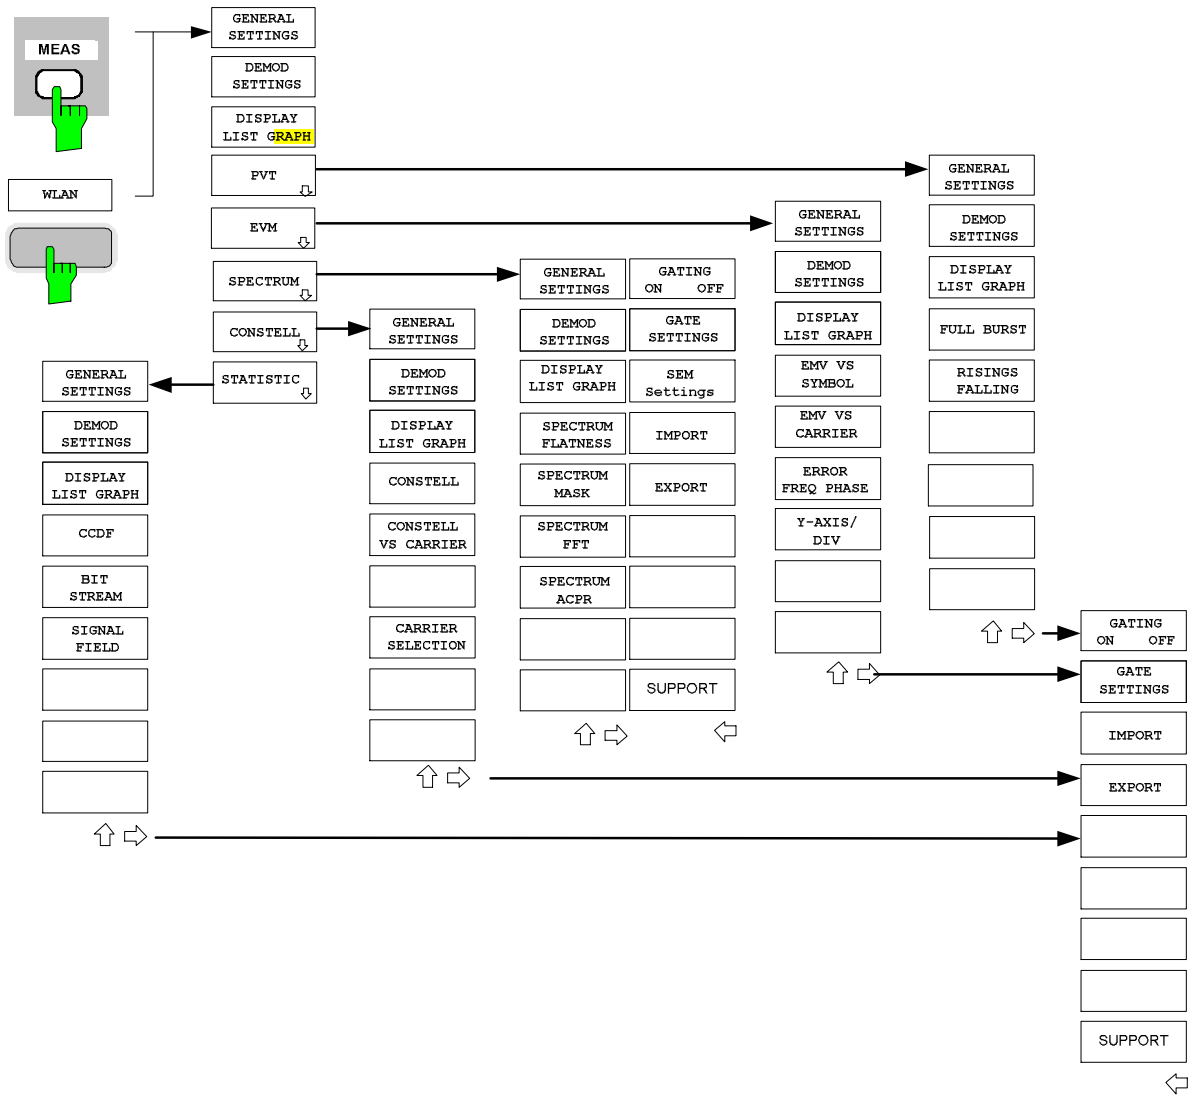 MEAS
WLAN
GENERAL
SETTINGS
DEMOD
SETTINGS
DISPLAY
LIST GRAPH
PVT
EVM
SPECTRUM
CONSTELL
STATISTIC
GENERAL
SETTINGS
DEMOD
SETTINGS
DISPLAY
LIST GRAPH
CCDF
BIT
STREAM
SIGNAL
FIELD
GENERAL
SETTINGS
DEMOD
SETTINGS
DISPLAY
LIST GRAPH
CONSTELL
CONSTELL
VS CARRIER
CARRIER
SELECTION
GENERAL
SETTINGS
DEMOD
SETTINGS
DISPLAY
LIST GRAPH
SPECTRUM
FLATNESS
SPECTRUM
MASK
SPECTRUM
FFT
SPECTRUM
ACPR
GATING
ON OFF
GATE
SETTINGS
SEM
Settings
IMPORT
EXPORT
SUPPORT
GENERAL
SETTINGS
DEMOD
SETTINGS
DISPLAY
LIST GRAPH
EMV VS
SYMBOL
EMV VS
CARRIER
ERROR
FREQ PHASE
Y-AXIS/
DIV
GENERAL
SETTINGS
DEMOD
SETTINGS
DISPLAY
LIST GRAPH
FULL BURST
RISINGS
FALLING
GATING
ON OFF
GATE
SETTINGS
IMPORT
EXPORT
SUPPORT